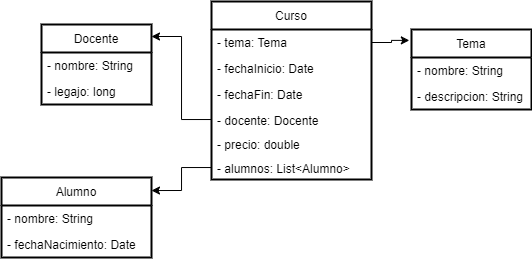 Docente
- nombre: String
- legajo: long
Curso
- tema: Tema
- fechaInicio: Date
- fechaFin: Date
- docente: Docente
- precio: double
- alumnos: List<Alumno>
Tema
- nombre: String
- descripcion: String
Alumno
- nombre: String
- fechaNacimiento: Date